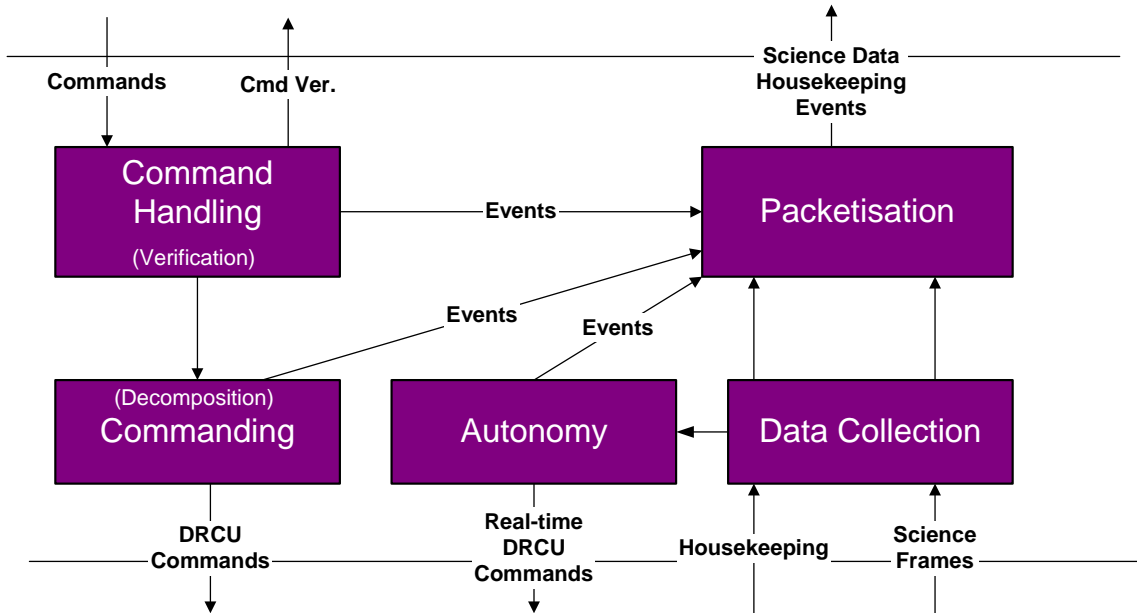 Commands
Cmd Ver.
Science Data
Housekeeping
Events
Command
Handling
(Verification)
Events
Packetisation
Events
Events
(Decomposition)
Commanding
Autonomy
Data Collection
DRCU
Commands
Real-time
DRCU
Commands
Housekeeping
Science
Frames